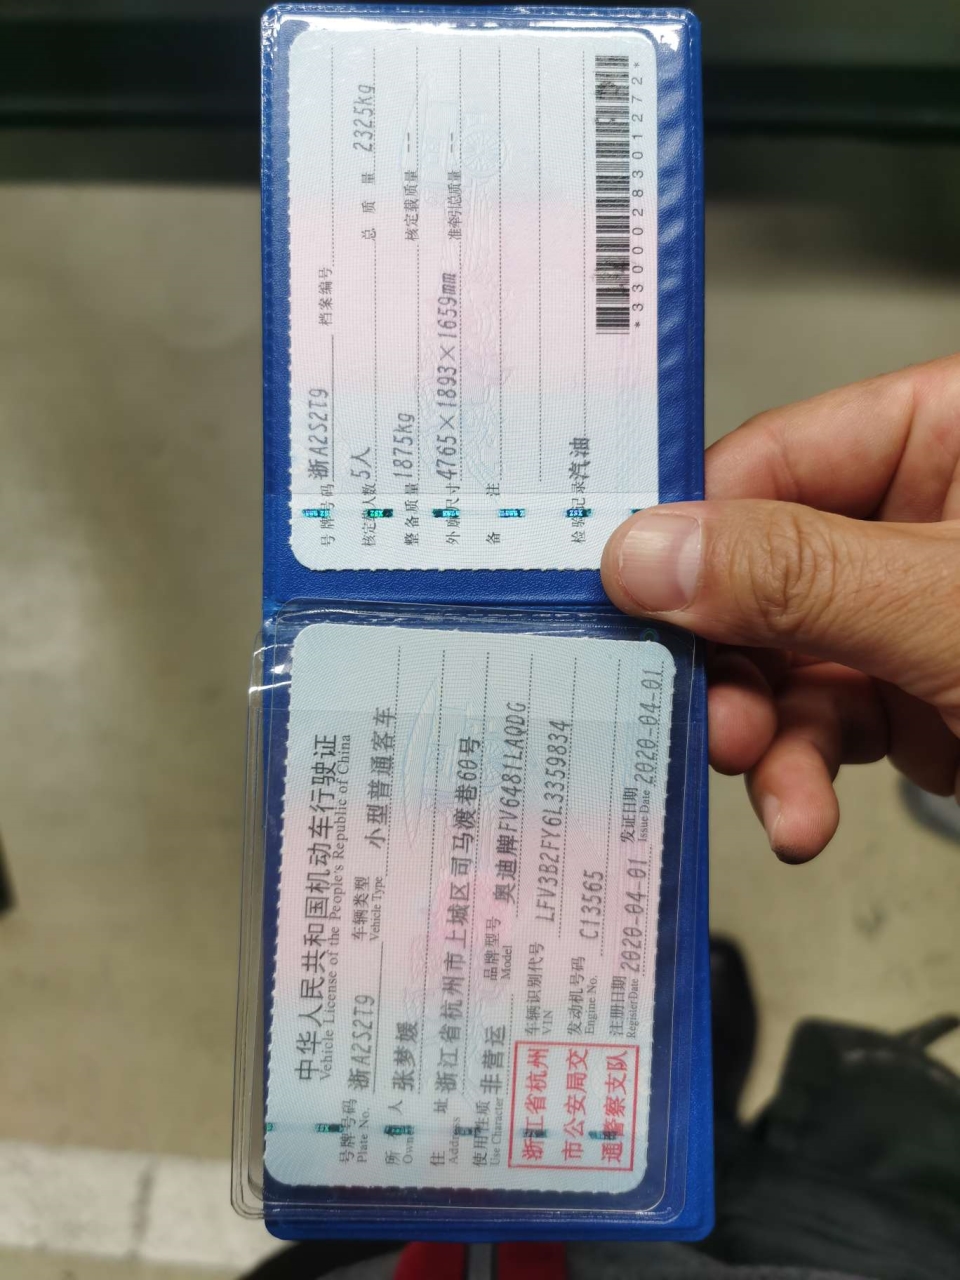 中华人民共和国机动车行驶证
Vehicle License of the People's Republic of China
号牌号码 浙A2S2T9 车辆类型 小型普通客车
Plate No. Vehicle Type
所有人 张梦媛
Owner
住址 浙江省杭州市上城区司马渡巷60号
Address
使用性质 非营运 品牌型号 奥迪牌FV6481LAQDG
Use Character Model
浙江省杭州
市公安局交
通警察支队
车辆识别代号 LFV3B2FY6L3359834
VIN
发动机号码 C13565
Engine No.
注册日期 2020-04-01 发证日期 2020-04-01
Register Date Issue Date
号牌号码 浙A2S2T9 档案编号
核定载人数 5人 总质量 2325kg
整备质量 1875kg 核定载质量 --
外廓尺寸 4765×1893×1659mm 准牵引总质量 --
备注
检验记录 汽油
*3300028301272*